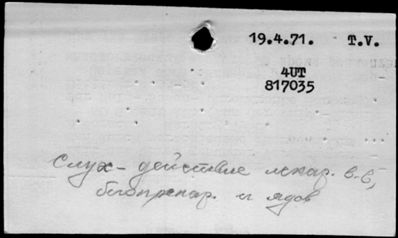 19.4.71. T.V.
4UT
817035
Слух - действие лекар. в-в,
биопрепар. и ядов